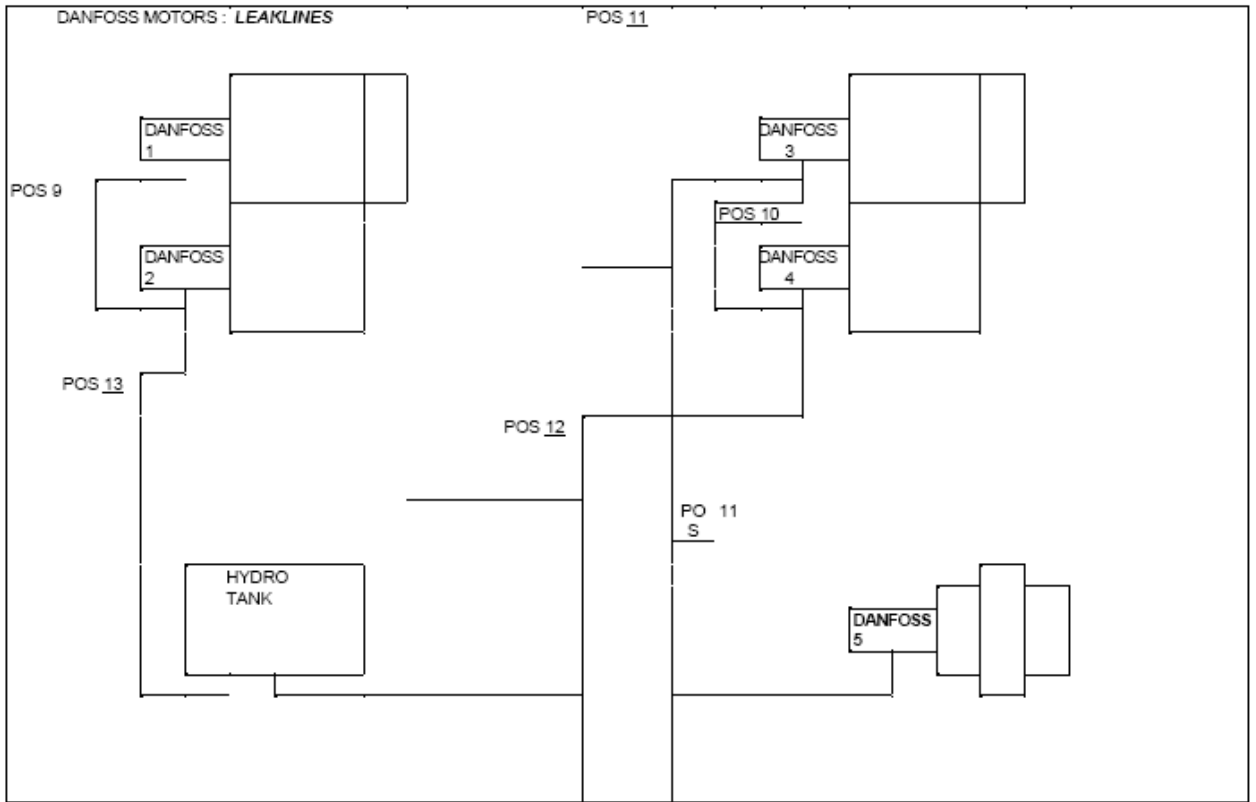 DANFOSS MOTORS : LEAKLINES
POS 11
DANFOSS
1
DANFOSS
3
POS 9
POS 10
DANFOSS
2
DANFOSS
4
POS 13
POS 12
PO 11
S
HYDRO
TANK
DANFOSS
5